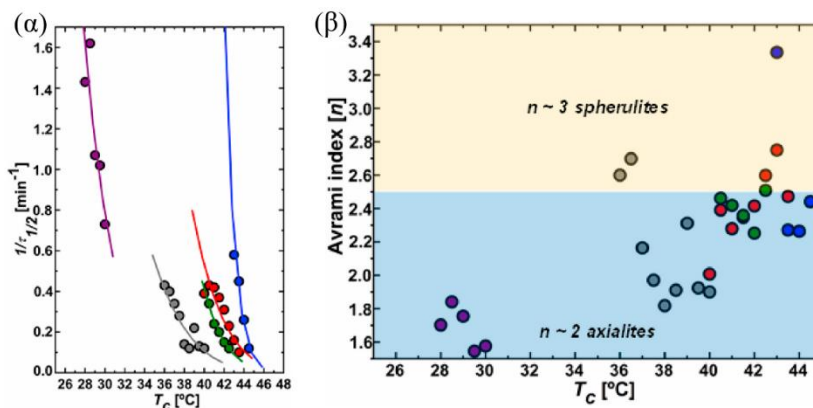 (α)
1/τ1/2 [min-1]
1.6
1.4
1.2
1.0
0.8
0.6
0.4
0.2
0.0
26 28 30 32 34 36 38 40 42 44 46 48
TC [ºC]
(β)
Avrami index [n]
3.4
3.2
3.0
2.8
2.6
2.4
2.2
2.0
1.8
1.6
n ~ 3 spherulites
n ~ 2 axialites
26 28 30 32 34 36 38 40 42 44
TC [ºC]